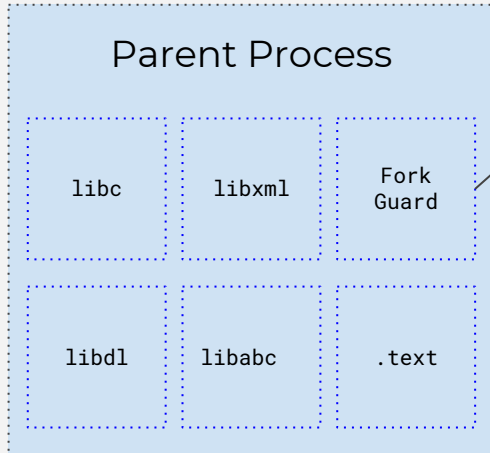 Parent Process
libc
libxml
Fork
Guard
libdl
libabc
.text